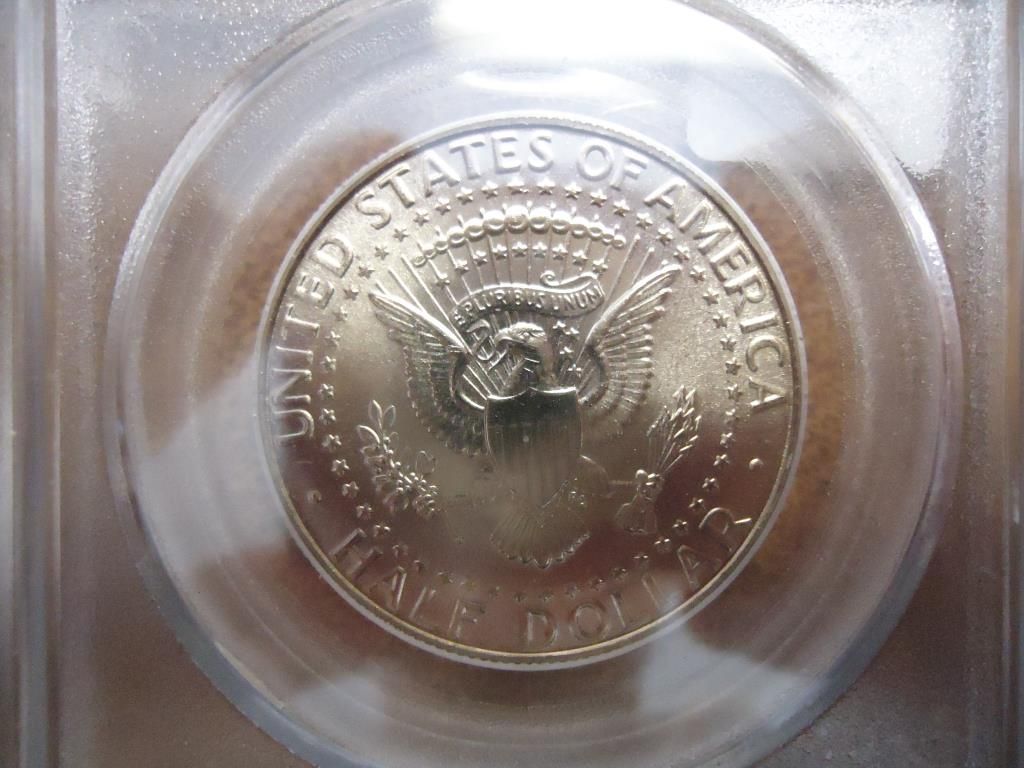 UNITED STATES OF AMERICA
E PLURIBUS UNUM
HALF DOLLAR